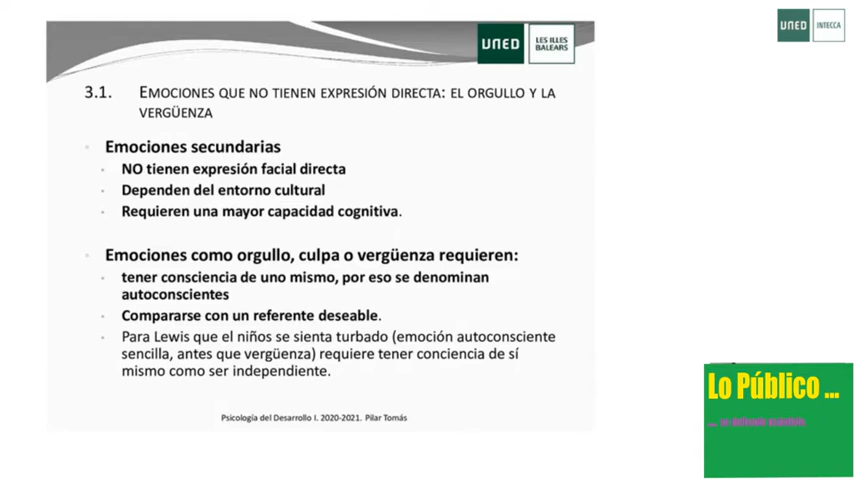 UNED
LES ILLES
BALEARS
UNED
INTECCA
3.1. EMOCIONES QUE NO TIENEN EXPRESIÓN DIRECTA: EL ORGULLO Y LA
VERGÜENZA
Emociones secundarias
NO tienen expresión facial directa
Dependen del entorno cultural
Requieren una mayor capacidad cognitiva.
Emociones como orgullo, culpa o vergüenza requieren:
tener consciencia de uno mismo, por eso se denominan
autoconscientes
Compararse con un referente deseable.
Para Lewis que el niños se sienta turbado (emoción autoconsciente
sencilla, antes que vergüenza) requiere tener conciencia de sí
mismo como ser independiente.
Psicología del Desarrollo I. 2020-2021. Pilar Tomás
Lo Público ...